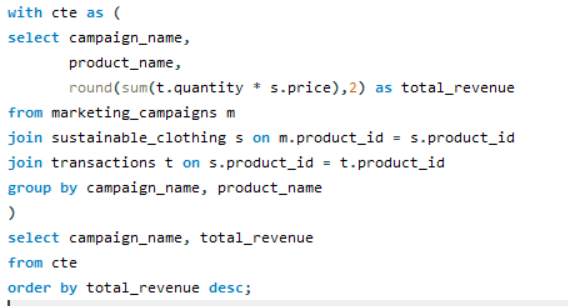 with cte as (
select campaign_name,
       product_name,
       round(sum(t.quantity * s.price),2) as total_revenue
from marketing_campaigns m
join sustainable_clothing s on m.product_id = s.product_id
join transactions t on s.product_id = t.product_id
group by campaign_name, product_name
)
select campaign_name, total_revenue
from cte
order by total_revenue desc;